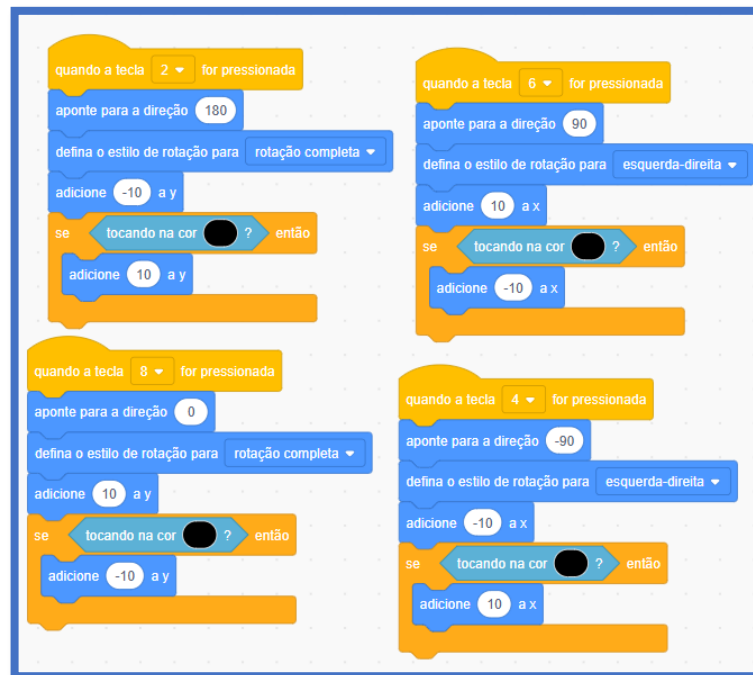 quando a tecla 2 for pressionada
aponte para a direção 180
defina o estilo de rotação para rotação completa
adicione -10 a y
se tocando na cor ? então
adicione 10 a y
quando a tecla 6 for pressionada
aponte para a direção 90
defina o estilo de rotação para esquerda-direita
adicione 10 a x
se tocando na cor ? então
adicione -10 a x
quando a tecla 8 for pressionada
aponte para a direção 0
defina o estilo de rotação para rotação completa
adicione 10 a y
se tocando na cor ? então
adicione -10 a y
quando a tecla 4 for pressionada
aponte para a direção -90
defina o estilo de rotação para esquerda-direita
adicione -10 a x
se tocando na cor ? então
adicione 10 a x